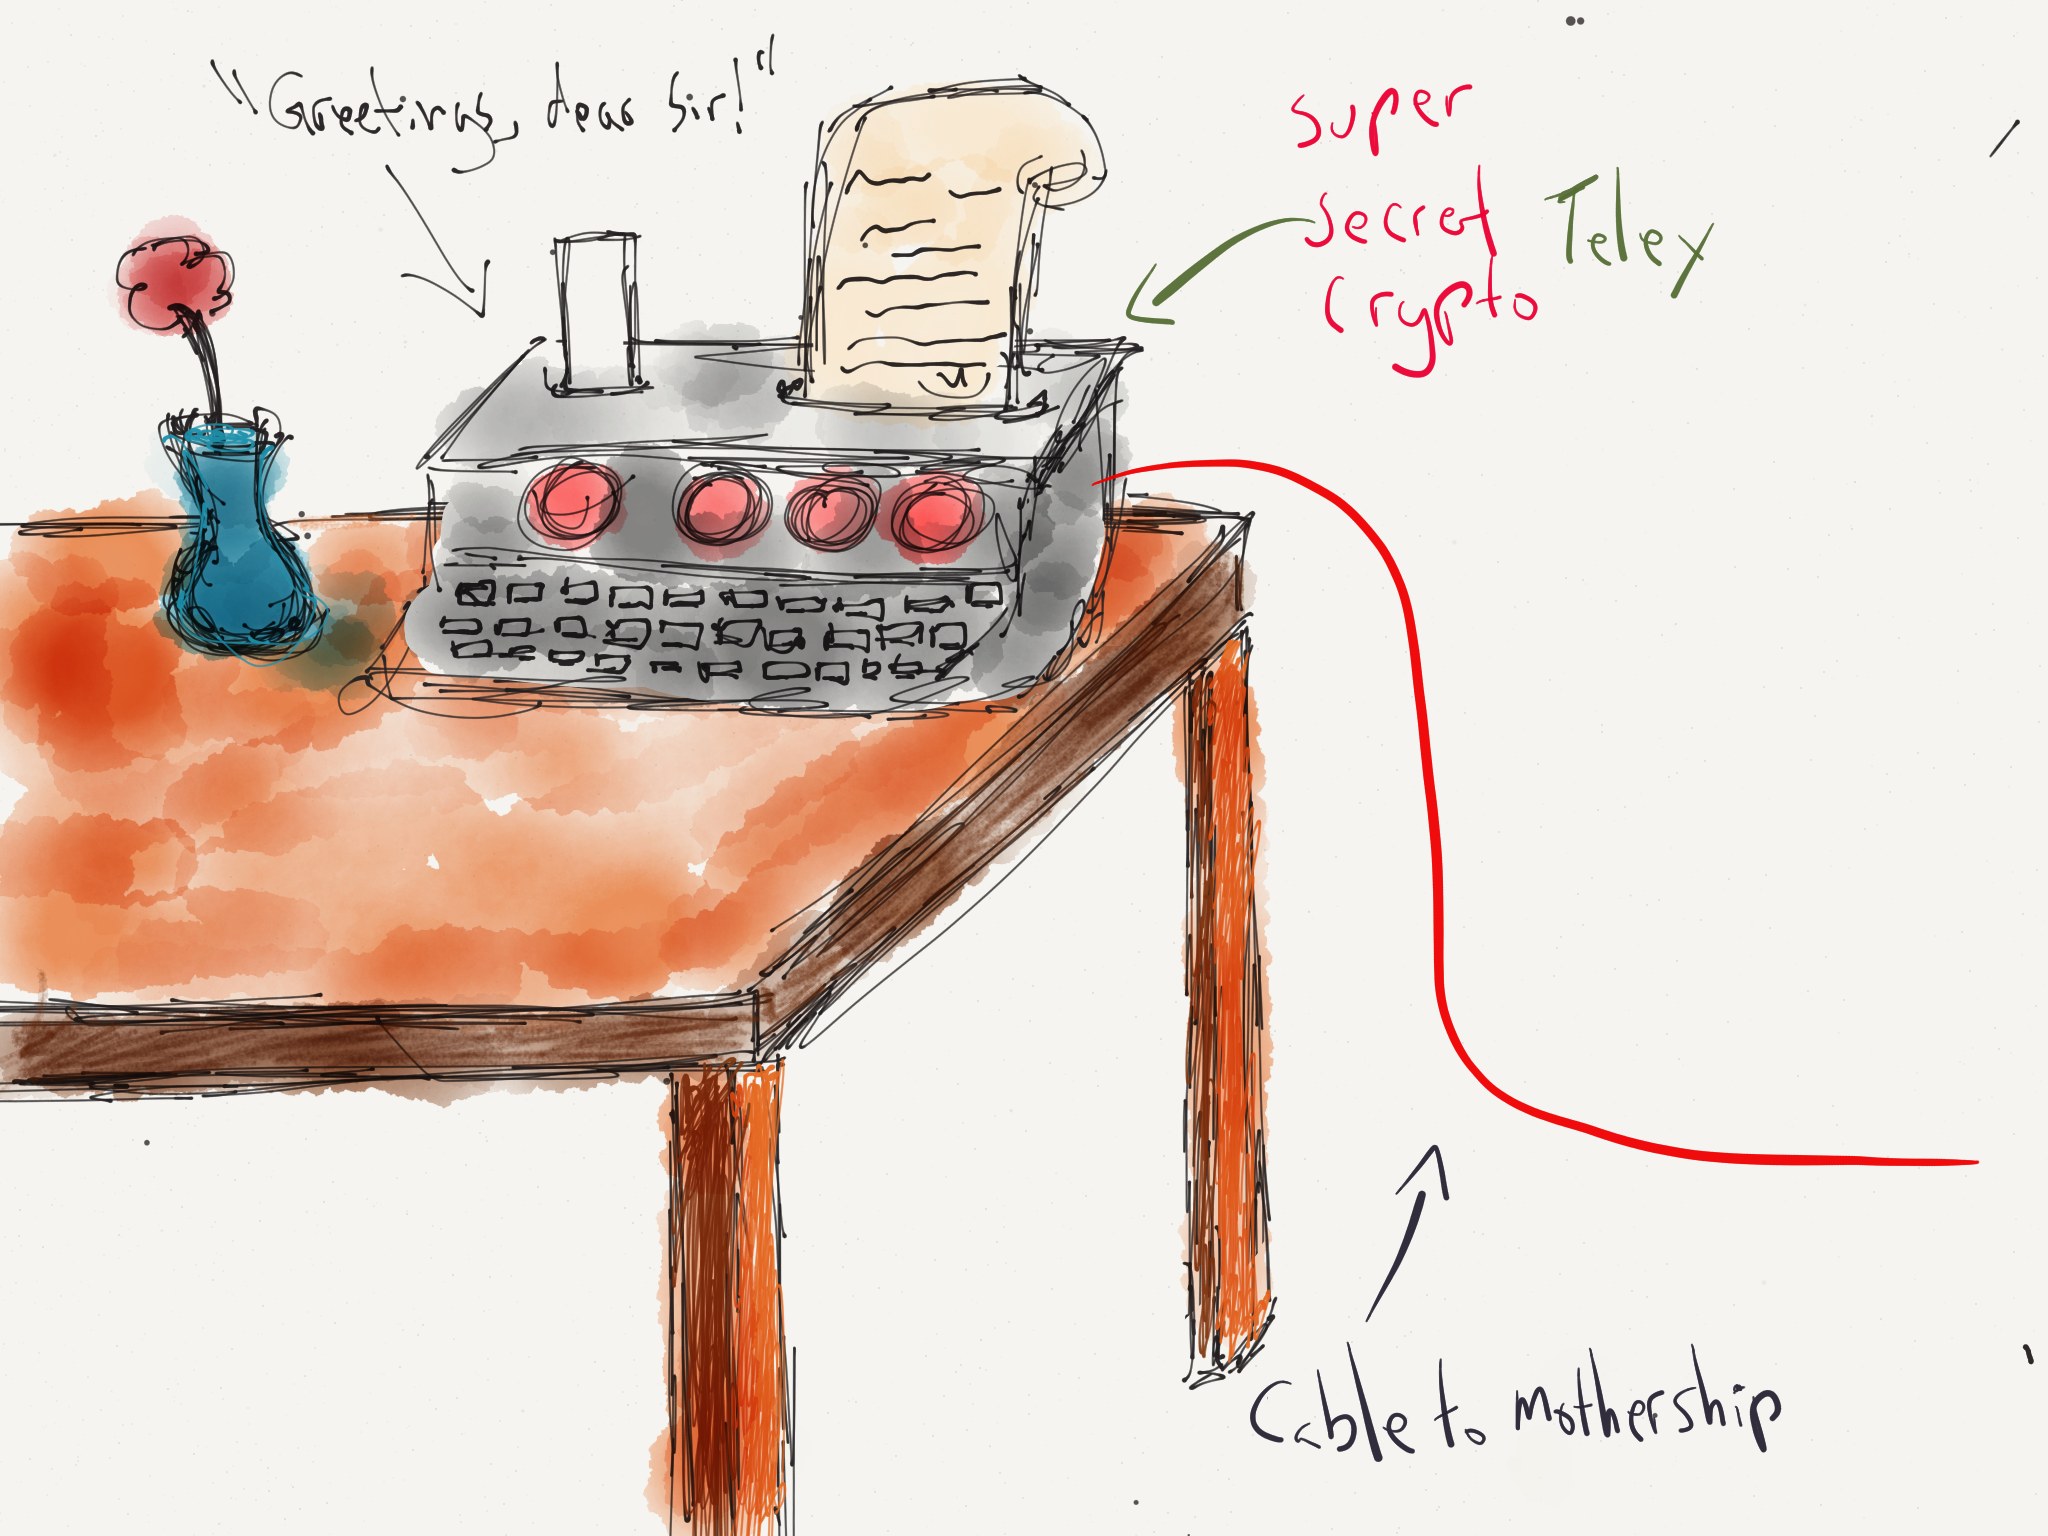 "Greetings, dear Sir!"
Super
Secret Telex
Crypto
Cable to Mothership